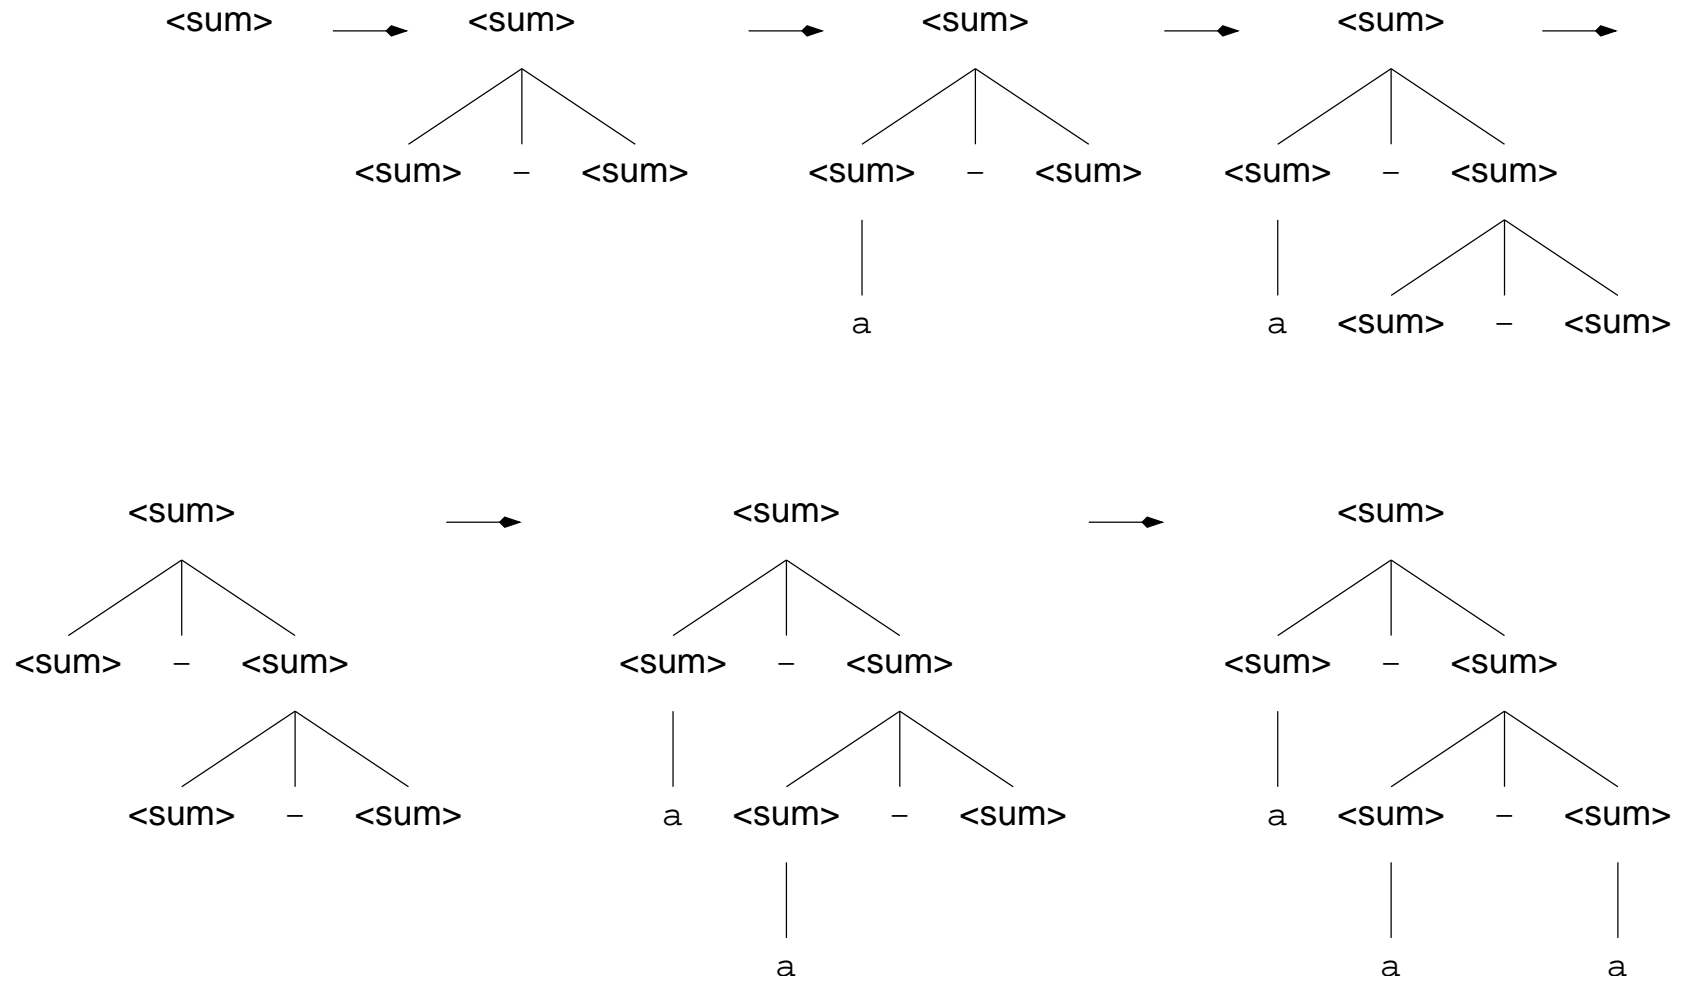 <sum> <sum> <sum> <sum>
<sum> – <sum> <sum> – <sum> <sum> – <sum>
a a <sum> – <sum>
<sum> <sum> <sum>
<sum> – <sum> <sum> – <sum> <sum> – <sum>
<sum> – <sum> a <sum> – <sum> a <sum> – <sum>
a a a